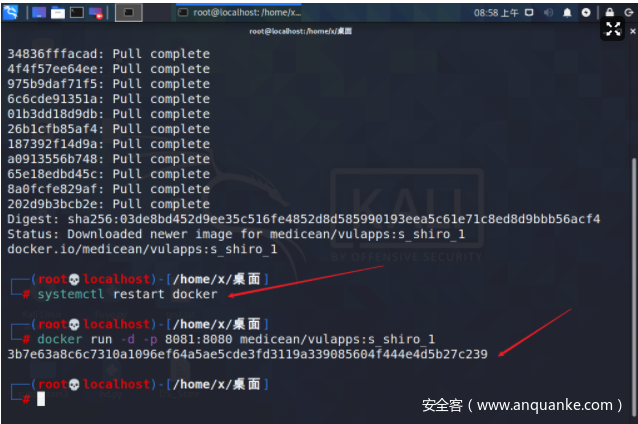 root@localhost: /home/x...
08:58 上午
root@localhost:/home/x/桌面
34836fffacad: Pull complete
4f4f57ee64ee: Pull complete
975b9daf71f5: Pull complete
6c6cde91351a: Pull complete
01b3dd18d9db: Pull complete
26b1cfb85af4: Pull complete
187392f14d9a: Pull complete
a0913556b748: Pull complete
65e18edbd45c: Pull complete
8a0fcfe829af: Pull complete
202d9b3bcb2e: Pull complete
Digest: sha256:03de8bd452d9ee35c516fe4852d8d585990193eea5c61e71c8ed8d9bbb56acf4
Status: Downloaded newer image for medicean/vulapps:s_shiro_1
docker.io/medicean/vulapps:s_shiro_1
KALI
BY OFFENSIVE SECURITY
(root💀localhost)-[/home/x/桌面]
# systemctl restart docker
(root💀localhost)-[/home/x/桌面]
# docker run -d -p 8081:8080 medicean/vulapps:s_shiro_1
3b7e63a8c6c7310a1096ef64a5ae5cde3fd3119a339085604f444e4d5b27c239
(root💀localhost)-[/home/x/桌面]
#
安全客（www.anquanke.com）